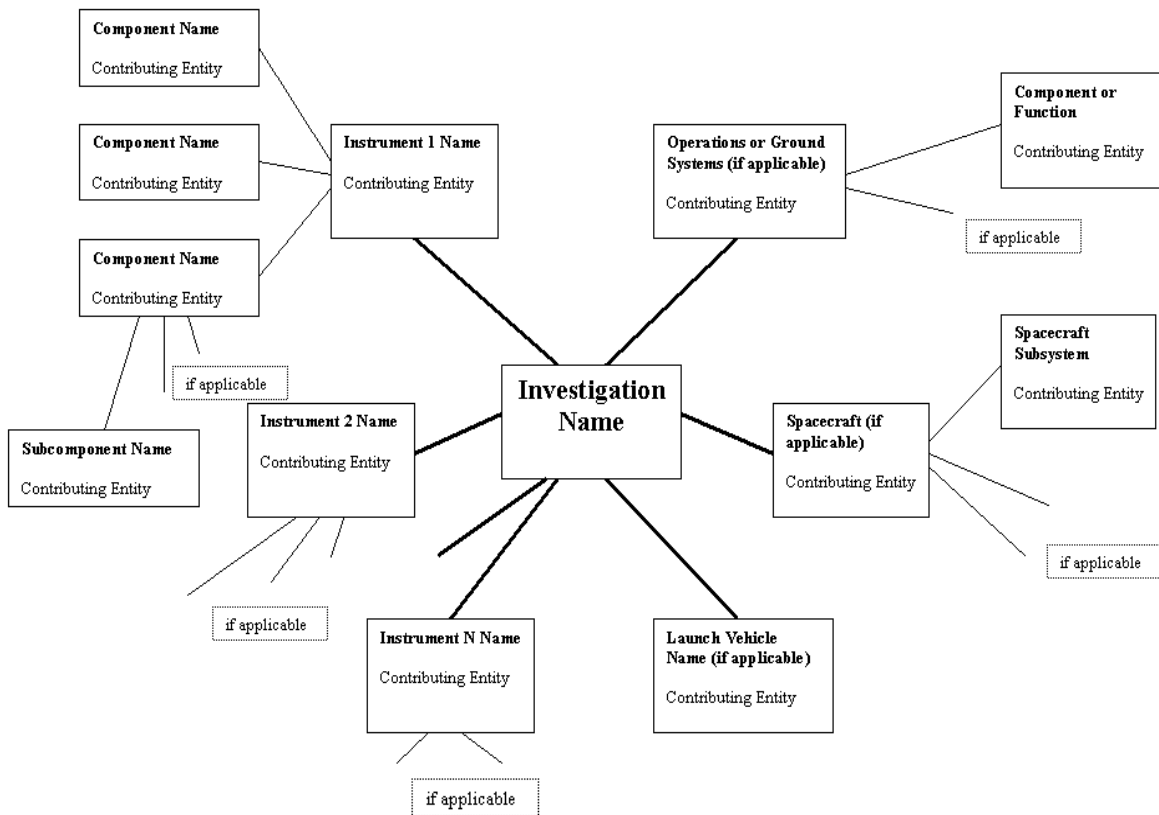 Component Name
Contributing Entity
Component Name
Contributing Entity
Component Name
Contributing Entity
if applicable
Subcomponent Name
Contributing Entity
Instrument 1 Name
Contributing Entity
Operations or Ground
Systems (if applicable)
Contributing Entity
Component or
Function
Contributing Entity
if applicable
Investigation
Name
Spacecraft
Subsystem
Contributing Entity
Spacecraft (if
applicable)
Contributing Entity
if applicable
Instrument 2 Name
Contributing Entity
if applicable
Instrument N Name
Contributing Entity
if applicable
Launch Vehicle
Name (if applicable)
Contributing Entity